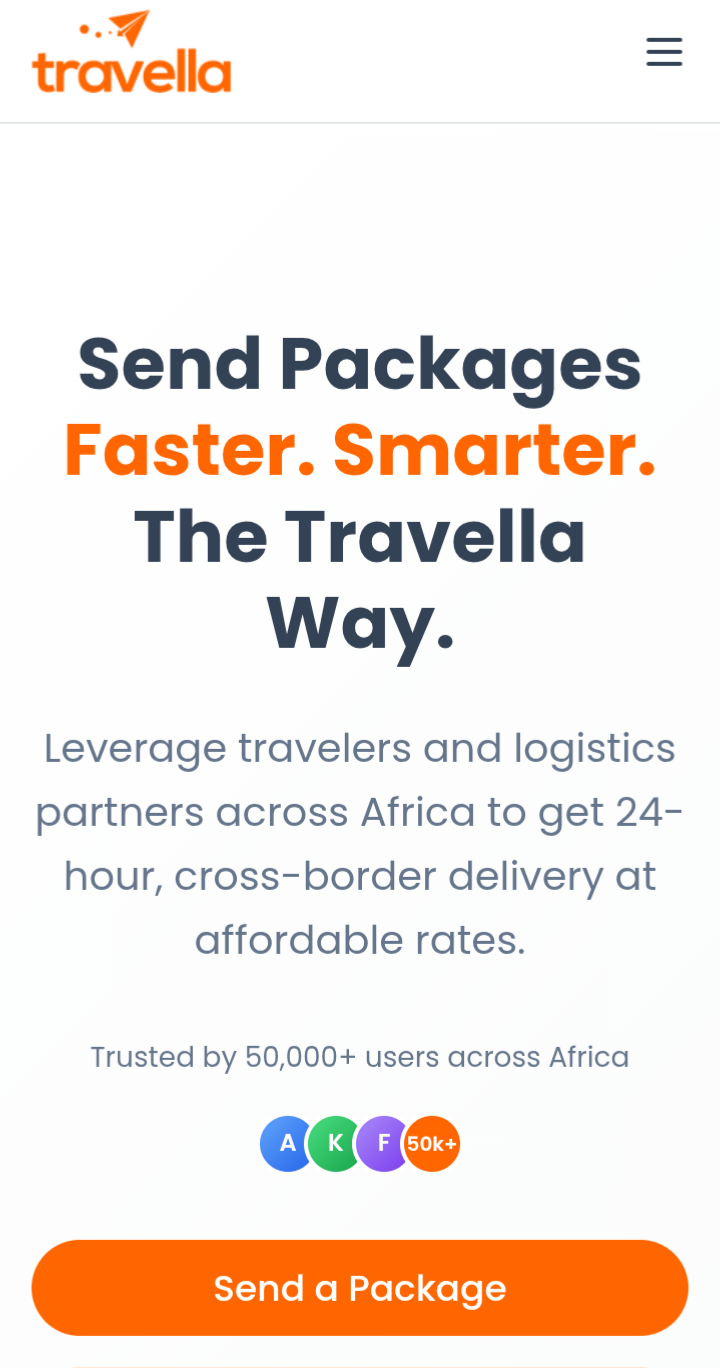 travella
Send Packages
Faster. Smarter.
The Travella
Way.
Leverage travelers and logistics
partners across Africa to get 24-
hour, cross-border delivery at
affordable rates.
Trusted by 50,000+ users across Africa
A K F 50k+
Send a Package